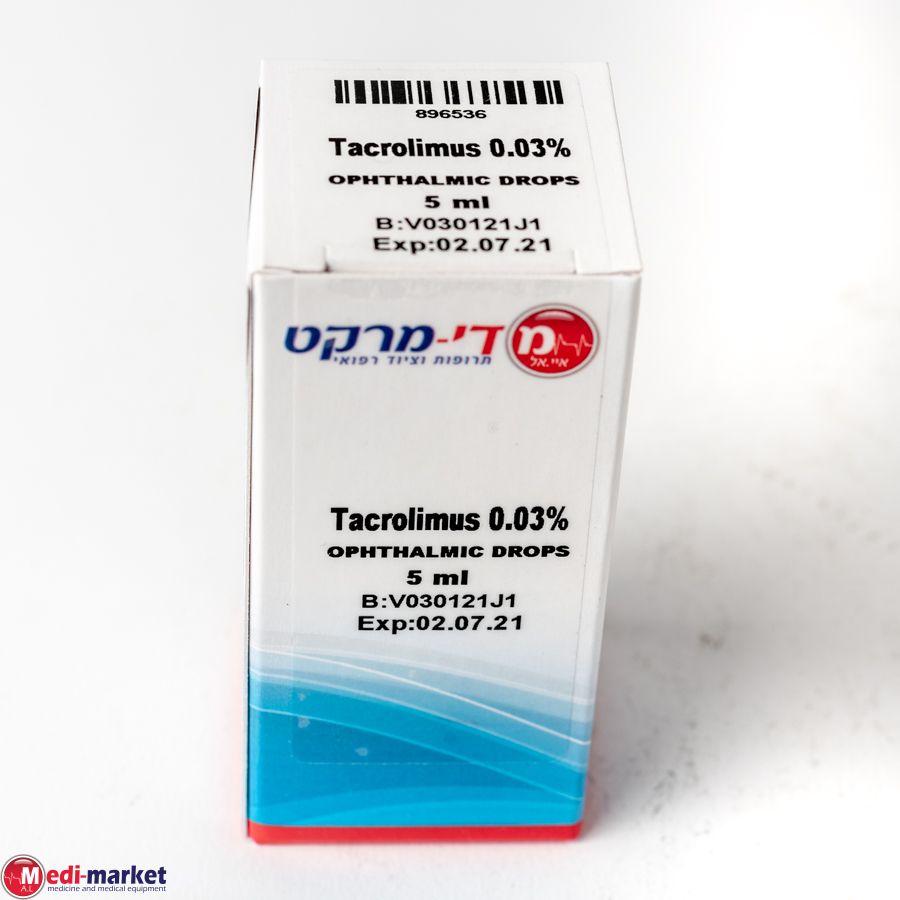 896536
Tacrolimus 0.03%
OPHTHALMIC DROPS
5 ml
B:V030121J1
Exp:02.07.21
מדי-מרקט
תרופות וציוד רפואי
איי.אל
Tacrolimus 0.03%
OPHTHALMIC DROPS
5 ml
B:V030121J1
Exp:02.07.21
Medi-market
A.L
medicine and medical equipment